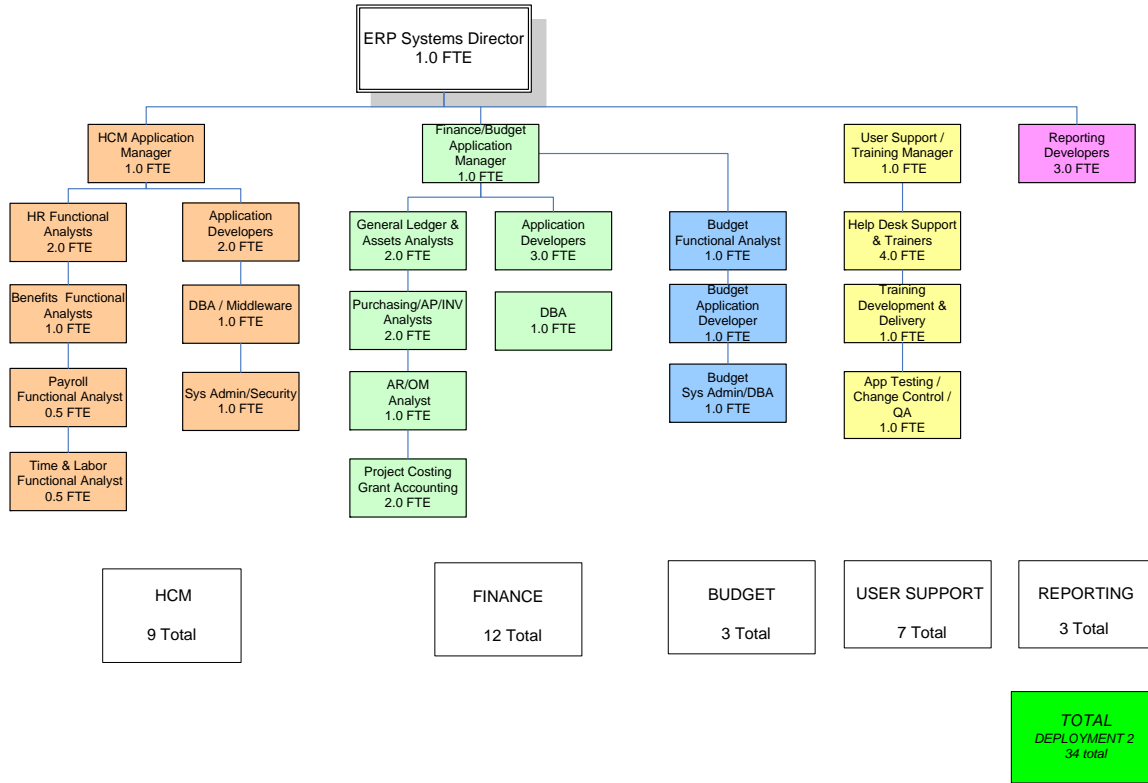 ERP Systems Director
1.0 FTE
HCM Application
Manager
1.0 FTE
Finance/Budget
Application
Manager
1.0 FTE
User Support /
Training Manager
1.0 FTE
Reporting
Developers
3.0 FTE
HR Functional
Analysts
2.0 FTE
Application
Developers
2.0 FTE
General Ledger &
Assets Analysts
2.0 FTE
Application
Developers
3.0 FTE
Budget
Functional Analyst
1.0 FTE
Help Desk Support
& Trainers
4.0 FTE
Benefits Functional
Analysts
1.0 FTE
DBA / Middleware
1.0 FTE
Purchasing/AP/INV
Analysts
2.0 FTE
DBA
1.0 FTE
Budget
Application
Developer
1.0 FTE
Training
Development &
Delivery
1.0 FTE
Payroll
Functional Analyst
0.5 FTE
Sys Admin/Security
1.0 FTE
AR/OM
Analyst
1.0 FTE
Budget
Sys Admin/DBA
1.0 FTE
App Testing /
Change Control /
QA
1.0 FTE
Time & Labor
Functional Analyst
0.5 FTE
Project Costing
Grant Accounting
2.0 FTE
HCM
9 Total
FINANCE
12 Total
BUDGET
3 Total
USER SUPPORT
7 Total
REPORTING
3 Total
TOTAL
DEPLOYMENT 2
34 total